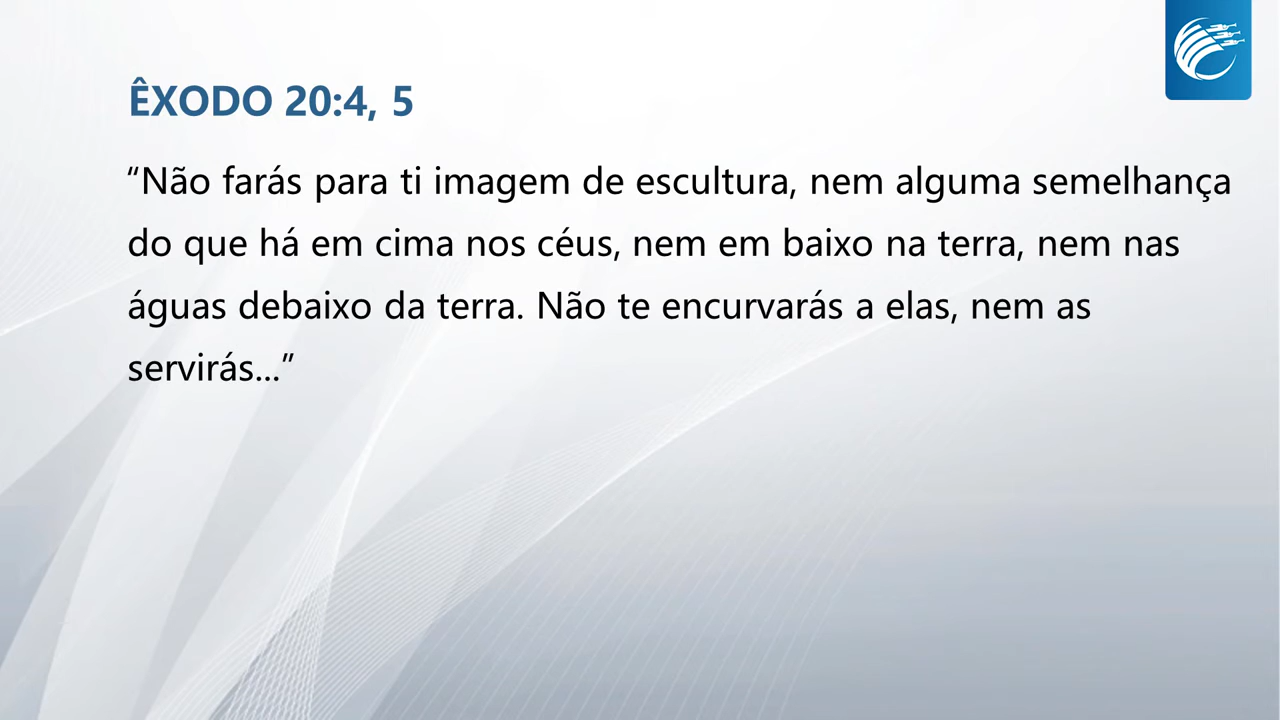 ÊXODO 20:4, 5
“Não farás para ti imagem de escultura, nem alguma semelhança
do que há em cima nos céus, nem em baixo na terra, nem nas
águas debaixo da terra. Não te encurvarás a elas, nem as
servirás...”